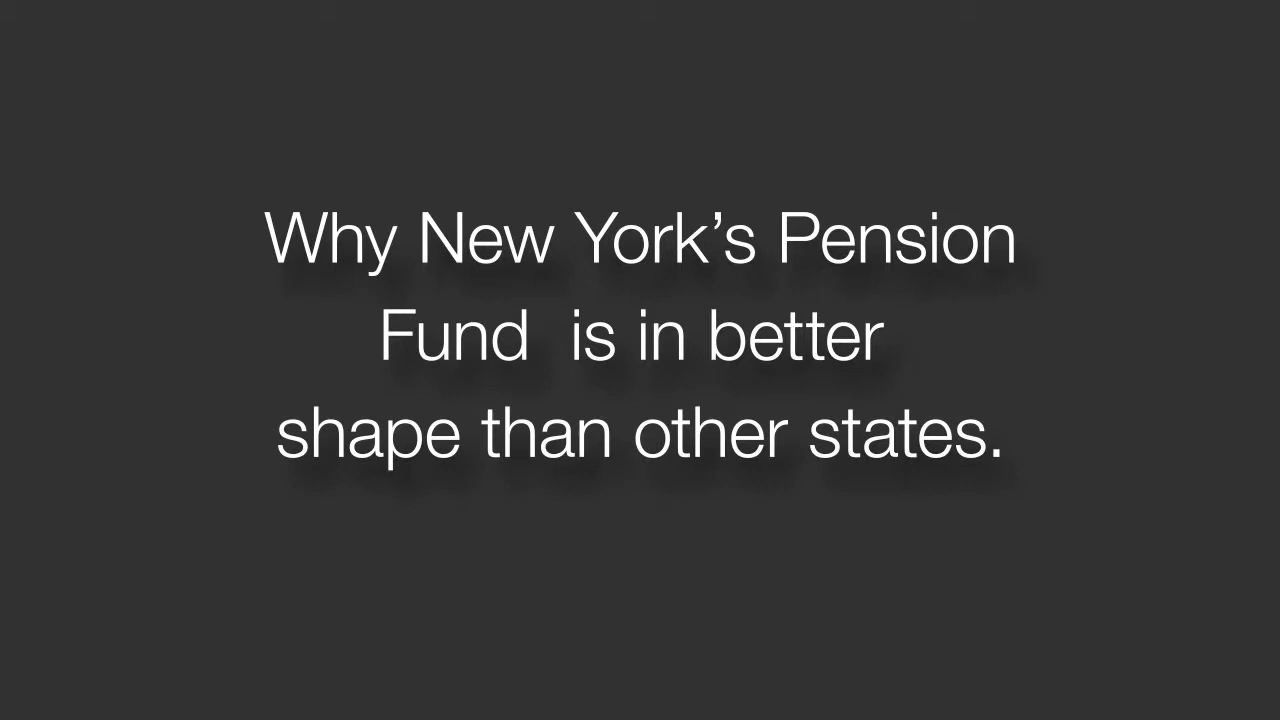 Why New York’s Pension
Fund  is in better
shape than other states.